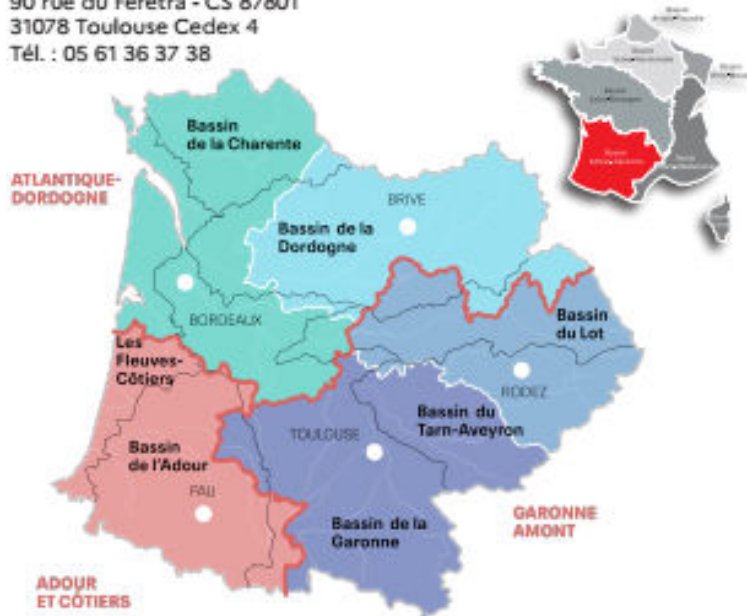 90 rue du Férétra - CS 87801
31078 Toulouse Cedex 4
Tél. : 05 61 36 37 38
Bassin
de la Charente
ATLANTIQUE-
DORDOGNE
BRIVE
Bassin de la
Dordogne
BORDEAUX
Bassin
du Lot
Les
Fleuves-
Côtiers
RODEZ
Bassin du
Tarn-Aveyron
TOULOUSE
Bassin
de l'Adour
PAU
GARONNE
AMONT
Bassin de la
Garonne
ADOUR
ET CÔTIERS